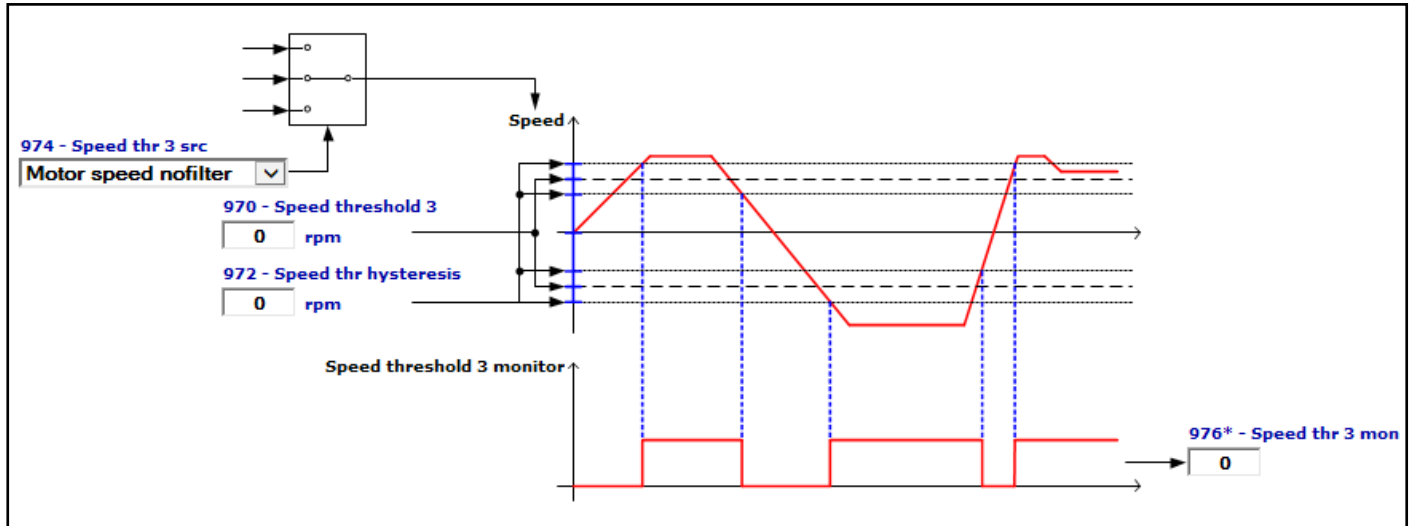 Speed
974 - Speed thr 3 src
Motor speed nofilter
970 - Speed threshold 3
0 rpm
972 - Speed thr hysteresis
0 rpm
Speed threshold 3 monitor
976* - Speed thr 3 mon
0